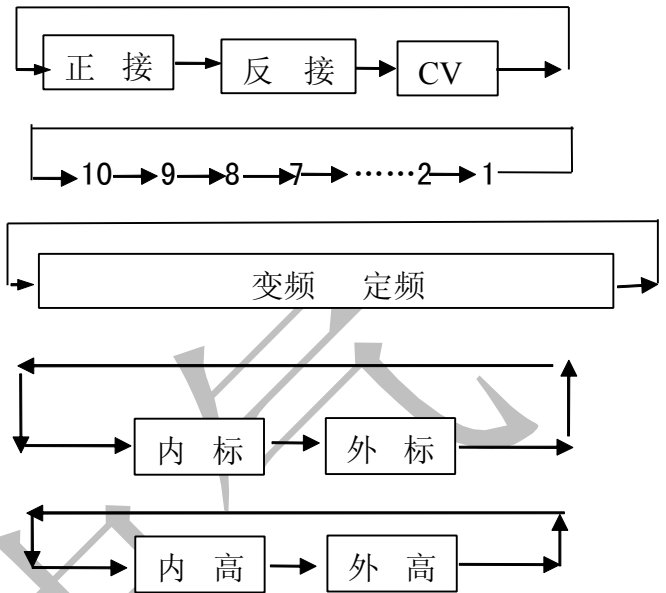 正 接 反 接 CV
10 9 8 7 ……2 1
变频 定频
内 标 外 标
内 高 外 高